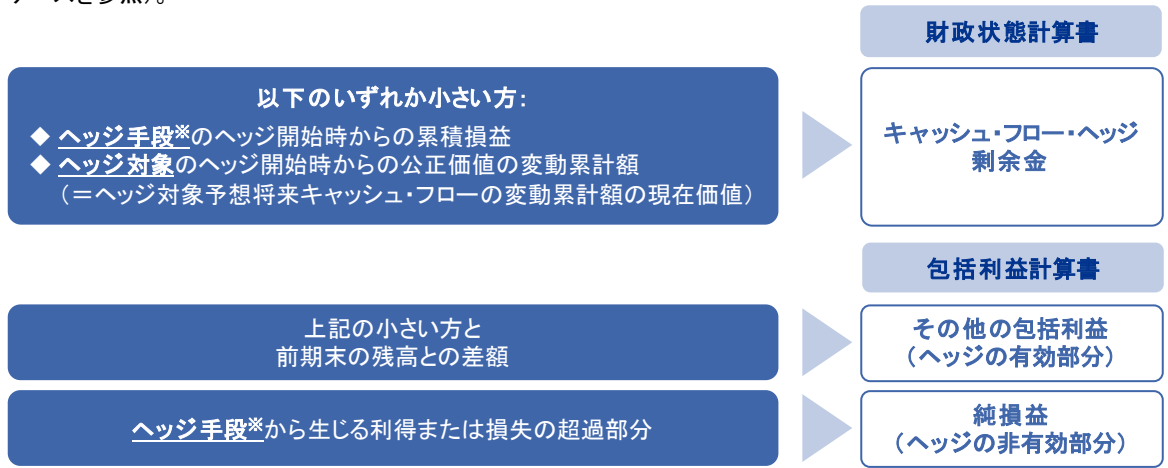 財政状態計算書
以下のいずれか小さい方:
◆ ヘッジ手段※のヘッジ開始時からの累積損益
◆ ヘッジ対象のヘッジ開始時からの公正価値の変動累計額
(=ヘッジ対象予想将来キャッシュ・フローの変動累計額の現在価値)
キャッシュ・フロー・ヘッジ
剰余金
包括利益計算書
上記の小さい方と
前期末の残高との差額
その他の包括利益
(ヘッジの有効部分)
ヘッジ手段※から生じる利得または損失の超過部分
純損益
(ヘッジの非有効部分)